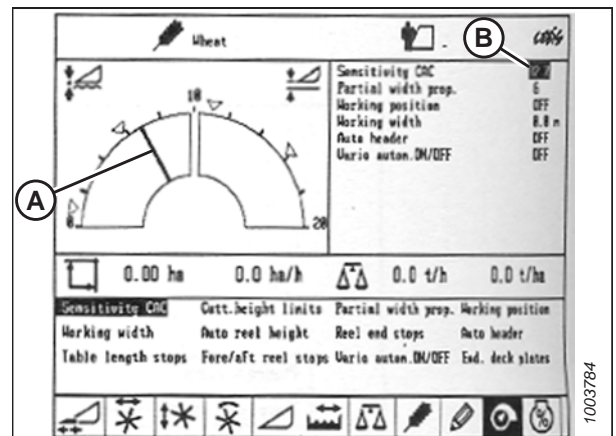 Wheat
B
Sensitivity CAC
Partial width prop. 6
Working position OFF
Working width 0.0 m
Auto header OFF
Vario autom.ON/OFF OFF
10
A
0
20
0.00 ha 0.0 ha/h 0.0 t/h 0.0 t/ha
Sensitivity CAC Cutt.height limits Partial width prop. Working position
Working width Auto reel height Reel end stops Auto header
Table length stops Fore/aft reel stops Vario autom.ON/OFF End. deck plates
1003784